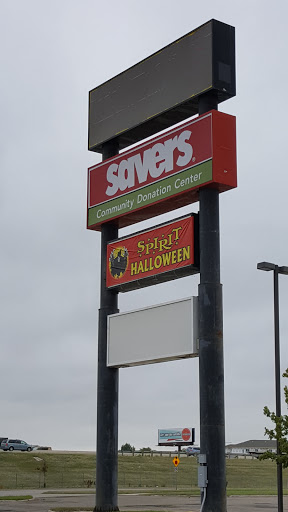 savers®
Community Donation Center
SPIRIT
HALLOWEEN